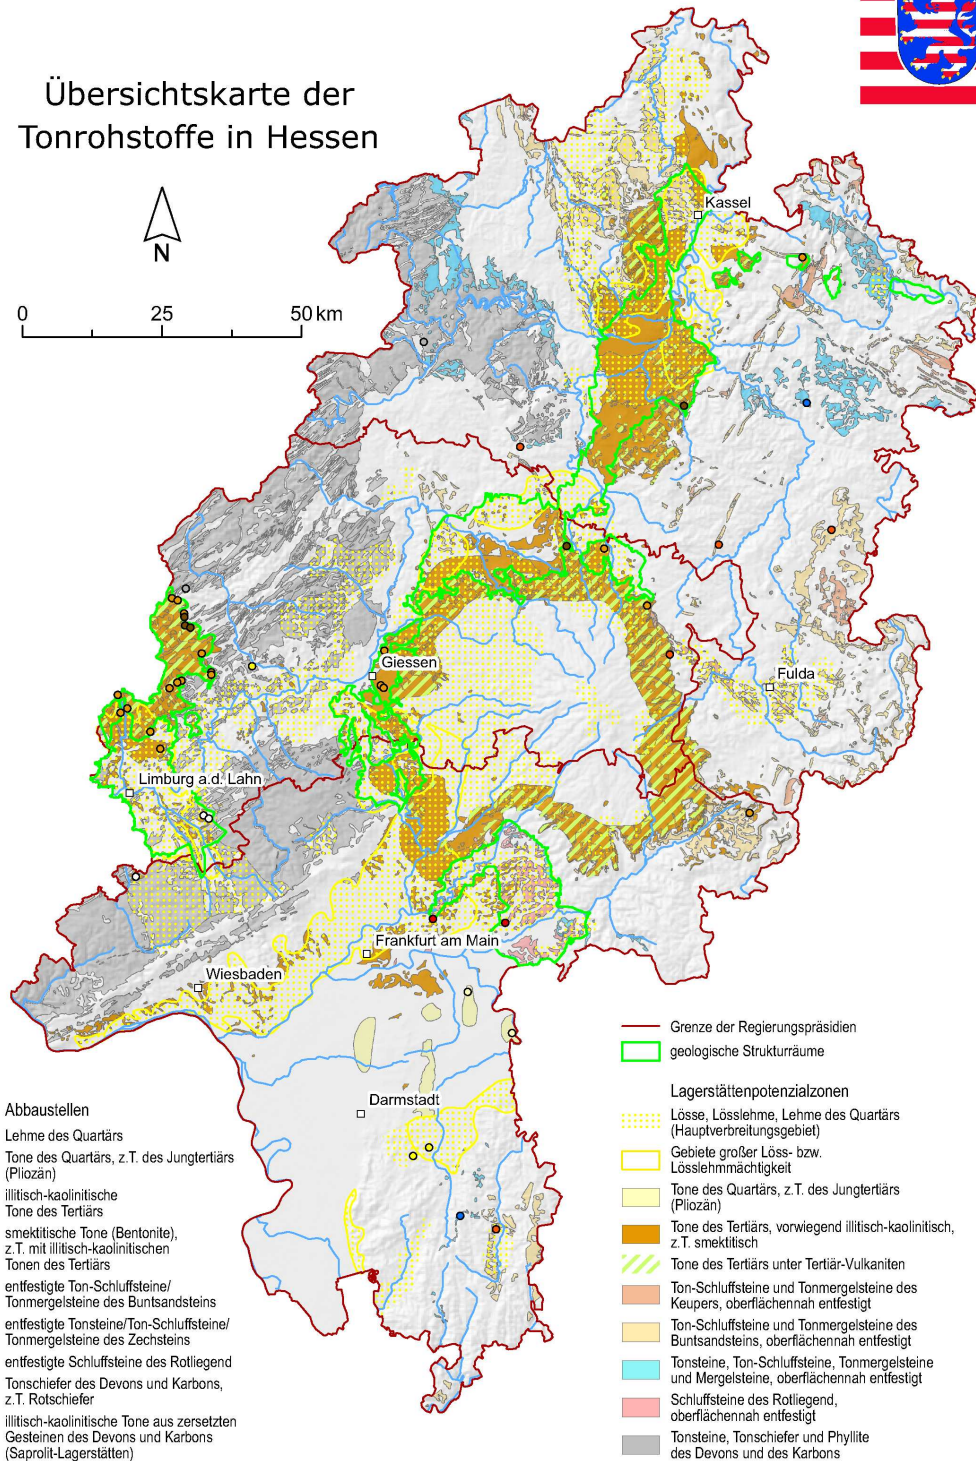 Übersichtskarte der
Tonrohstoffe in Hessen
N
0 25 50 km
Kassel
Giessen
Fulda
Limburg a.d. Lahn
Frankfurt am Main
Wiesbaden
Darmstadt
Abbaustellen
Lehme des Quartärs
Tone des Quartärs, z.T. des Jungtertiärs
(Pliozän)
illitisch-kaolinitische
Tone des Tertiärs
smektitische Tone (Bentonite),
z.T. mit illitisch-kaolinitischen
Tonen des Tertiärs
entfestigte Ton-Schluffsteine/
Tonmergelsteine des Buntsandsteins
entfestigte Tonsteine/Ton-Schluffsteine/
Tonmergelsteine des Zechsteins
entfestigte Schluffsteine des Rotliegend
Tonschiefer des Devons und Karbons,
z.T. Rotschiefer
illitisch-kaolinitische Tone aus zersetzten
Gesteinen des Devons und Karbons
(Saprolit-Lagerstätten)
Grenze der Regierungspräsidien
geologische Strukturräume
Lagerstättenpotenzialzonen
Lösse, Lösslehme, Lehme des Quartärs
(Hauptverbreitungsgebiet)
Gebiete großer Löss- bzw.
Lösslehmmächtigkeit
Tone des Quartärs, z.T. des Jungtertiärs
(Pliozän)
Tone des Tertiärs, vorwiegend illitisch-kaolinitisch,
z.T. smektitisch
Tone des Tertiärs unter Tertiär-Vulkaniten
Ton-Schluffsteine und Tonmergelsteine des
Keupers, oberflächennah entfestigt
Ton-Schluffsteine und Tonmergelsteine des
Buntsandsteins, oberflächennah entfestigt
Tonsteine, Ton-Schluffsteine, Tonmergelsteine
und Mergelsteine, oberflächennah entfestigt
Schluffsteine des Rotliegend,
oberflächennah entfestigt
Tonsteine, Tonschiefer und Phyllite
des Devons und des Karbons